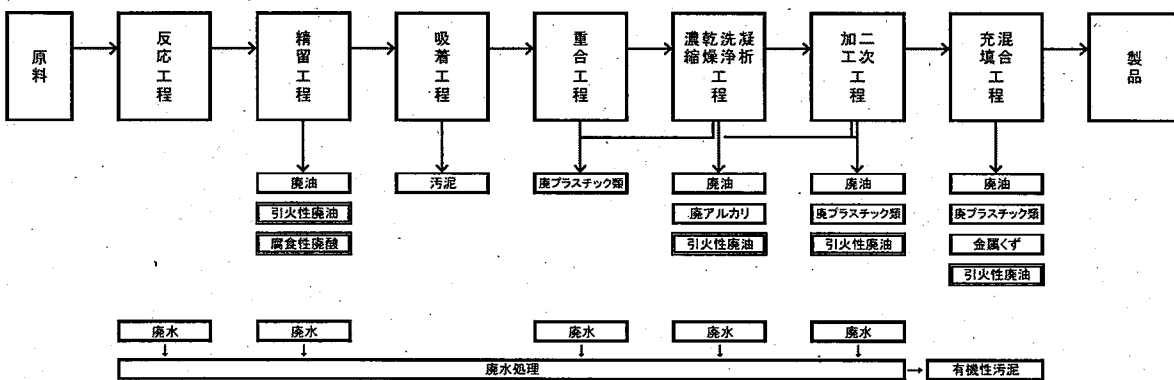 原料
反応工程
精留工程
吸着工程
重合工程
凝析
洗浄
乾燥
濃縮
工程
二次
加工
工程
混合
充填
工程
製品
廃油
引火性廃油
腐食性廃酸
汚泥
廃プラスチック類
廃油
廃アルカリ
引火性廃油
廃油
廃プラスチック類
引火性廃油
廃油
廃プラスチック類
金属くず
引火性廃油
廃水
廃水
廃水
廃水
廃水
廃水処理
有機性汚泥